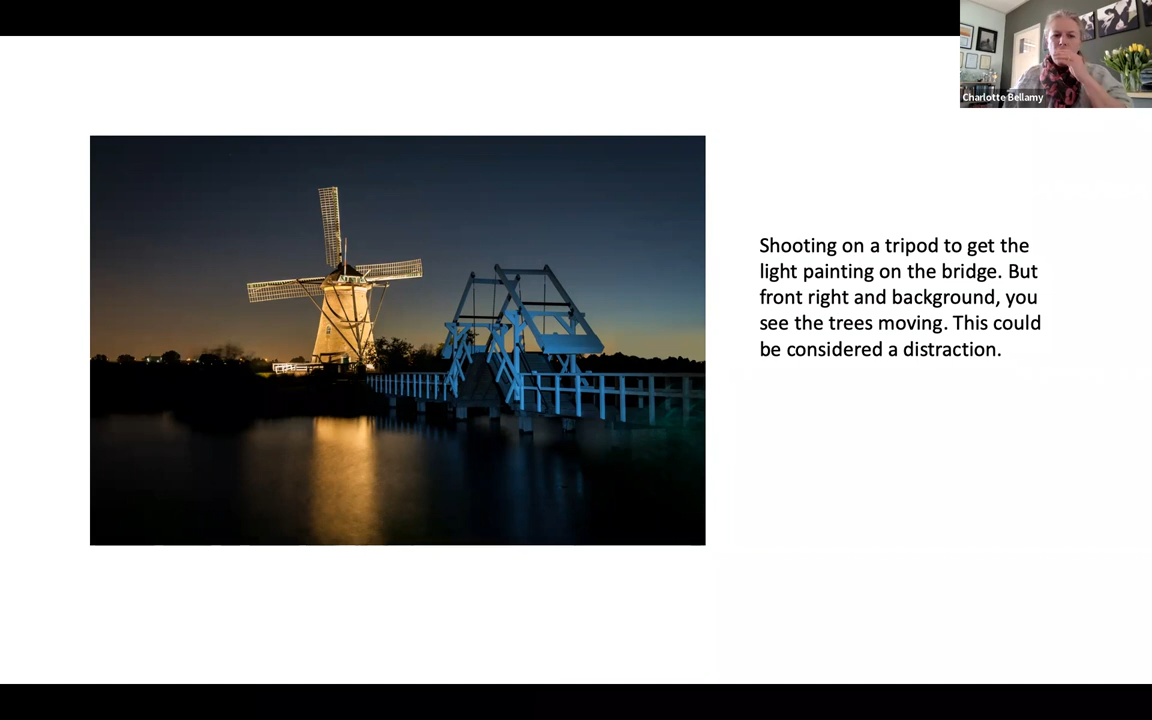 Charlotte Bellamy
Shooting on a tripod to get the
light painting on the bridge. But
front right and background, you
see the trees moving. This could
be considered a distraction.